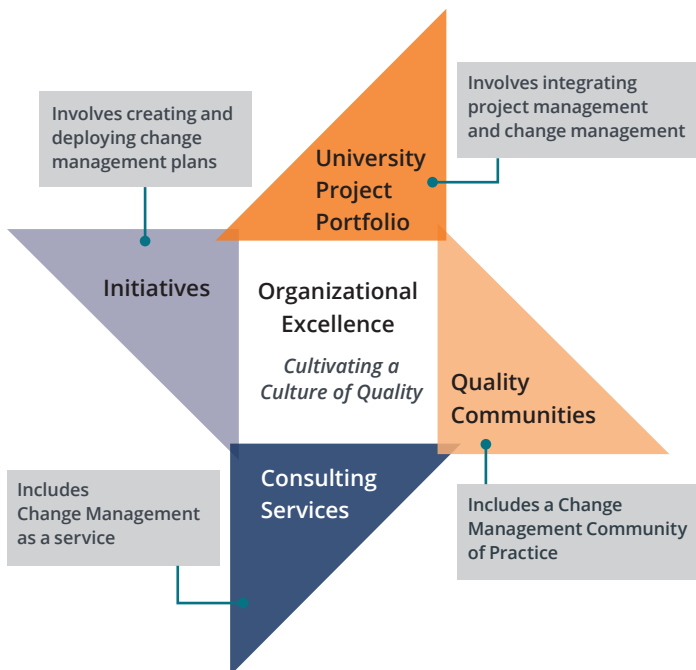 Involves creating and
deploying change
management plans
University
Project
Portfolio
Involves integrating
project management
and change management
Initiatives
Organizational
Excellence
Cultivating a
Culture of Quality
Quality
Communities
Consulting
Services
Includes
Change Management
as a service
Includes a Change
Management Community
of Practice